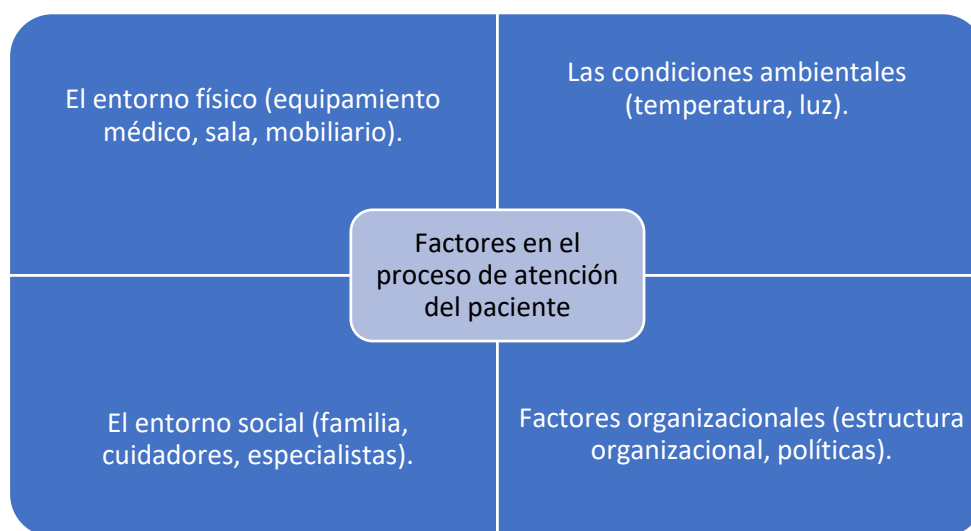 El entorno físico (equipamiento
médico, sala, mobiliario).
Las condiciones ambientales
(temperatura, luz).
Factores en el
proceso de atención
del paciente
El entorno social (familia,
cuidadores, especialistas).
Factores organizacionales (estructura
organizacional, políticas).